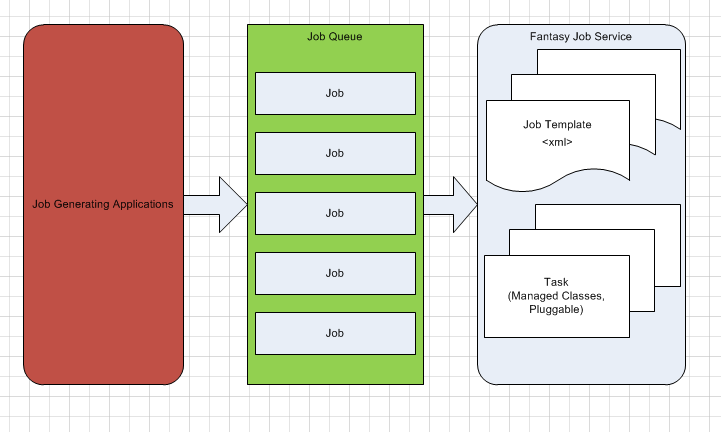 Job Generating Applications
Job Queue
Job
Job
Job
Job
Job
Fantasy Job Service
Job Template
<xml>
Task
(Managed Classes,
Pluggable)